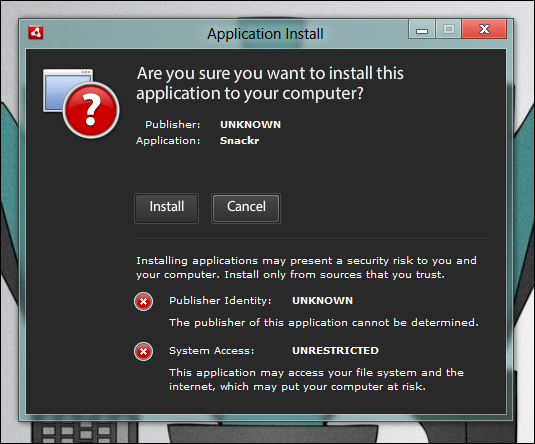 Application Install
Are you sure you want to install this
application to your computer?
Publisher: UNKNOWN
Application: Snackr
Install Cancel
Installing applications may present a security risk to you and
your computer. Install only from sources that you trust.
Publisher Identity: UNKNOWN
The publisher of this application cannot be determined.
System Access: UNRESTRICTED
This application may access your file system and the
internet, which may put your computer at risk.